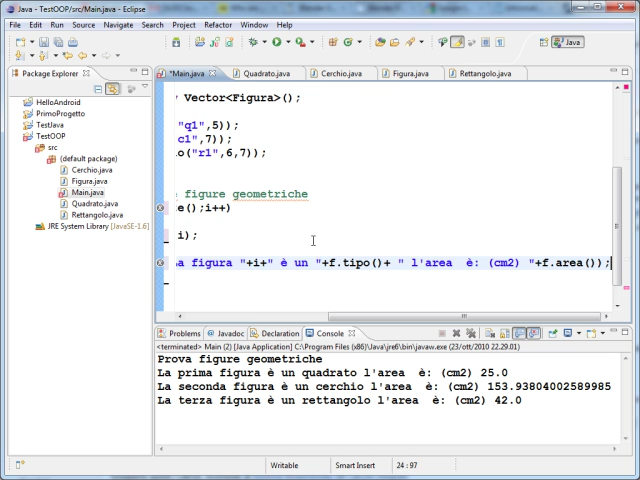 Java - TestOOP/src/Main.java - Eclipse
File Edit Source Refactor Navigate Search Project Run Window Help
Java
Package Explorer
*Main.java Quadrato.java Cerchio.java Figura.java Rettangolo.java
HelloAndroid
PrimoProgetto
TestJava
TestOOP
src
(default package)
Cerchio.java
Figura.java
Main.java
Quadrato.java
Rettangolo.java
JRE System Library [JavaSE-1.6]
Vector<Figura>();
"q1",5));
c1",7));
o("r1",6,7));
figure geometriche
e();i++)
i);
a figura "+i+" è un "+f.tipo()+ " l'area è: (cm2) "+f.area());
Problems Javadoc Declaration Console
<terminated> Main (2) [Java Application] C:\Program Files (x86)\Java\jre6\bin\javaw.exe (23/ott/2010 22.29.01)
Prova figure geometriche
La prima figura è un quadrato l'area è: (cm2) 25.0
La seconda figura è un cerchio l'area è: (cm2) 153.93804002589985
La terza figura è un rettangolo l'area è: (cm2) 42.0
Writable Smart Insert 24 : 97